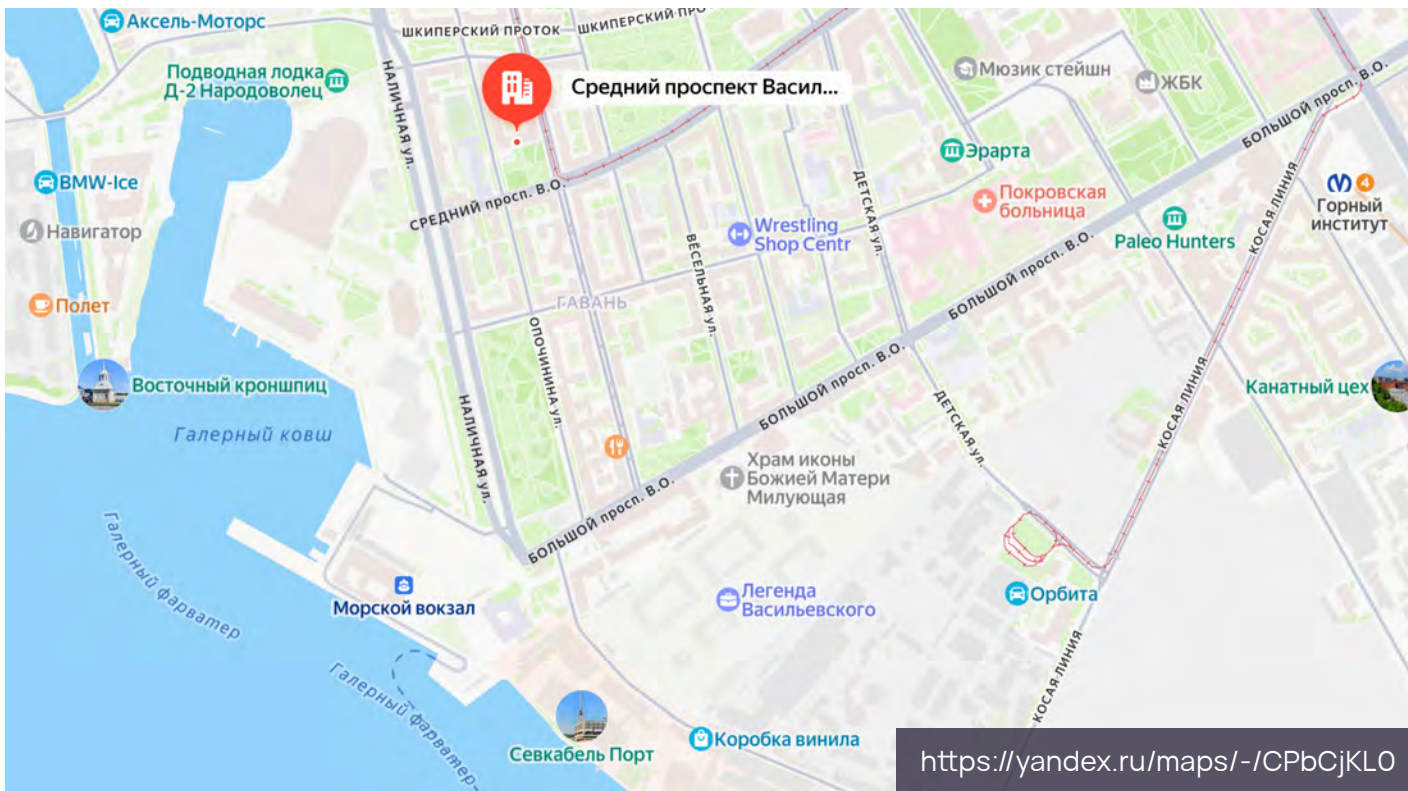 Аксель-Моторс
ШКИПЕРСКИЙ ПРОТОК
ШКИПЕРСКИЙ ПРО
Подводная лодка
Д-2 Народоволец
НАЛИЧНАЯ УЛ.
Средний проспект Васил...
Мюзик стейшн
ЖБК
БОЛЬШОЙ просп. В.О.
Эрарта
BMW-Ice
СРЕДНИЙ просп. В.О.
ДЕТСКАЯ УЛ.
Покровская
больница
4
Горный
институт
КОСАЯ ЛИНИЯ
Навигатор
Wrestling
Shop Centr
Paleo Hunters
ВЁСЕЛЬНАЯ УЛ.
БОЛЬШОЙ просп. В.О.
Полет
ГАВАНЬ
ОПОЧИНИНА УЛ.
БОЛЬШОЙ просп. В.О.
Восточный кроншпиц
Канатный цех
КОСАЯ ЛИНИЯ
НАЛИЧНАЯ УЛ.
ДЕТСКАЯ УЛ.
Галерный ковш
Храм иконы
Божией Матери
Милующая
БОЛЬШОЙ просп. В.О.
Галерный фарватер
Морской вокзал
Легенда
Васильевского
Орбита
КОСАЯ ЛИНИЯ
Галерный фарватер
Севкабель Порт
Коробка винила
https://yandex.ru/maps/-/CPbCjKL0